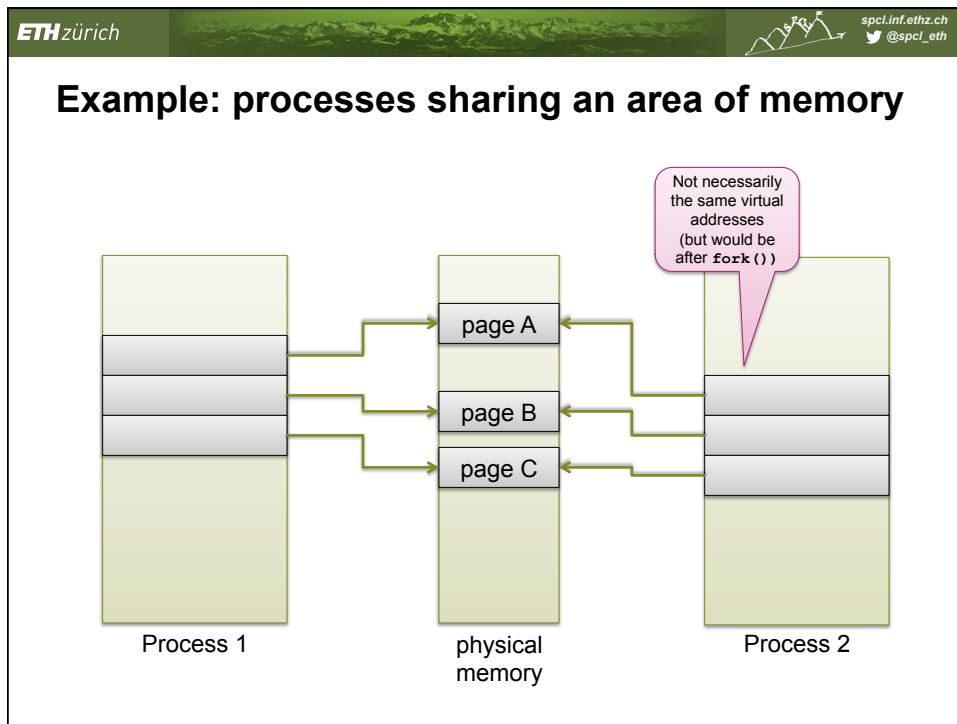 ETH zürich
spcl.inf.ethz.ch
@spcl_eth
Example: processes sharing an area of memory
Not necessarily
the same virtual
addresses
(but would be
after fork())
page A
page B
page C
Process 1
physical
memory
Process 2